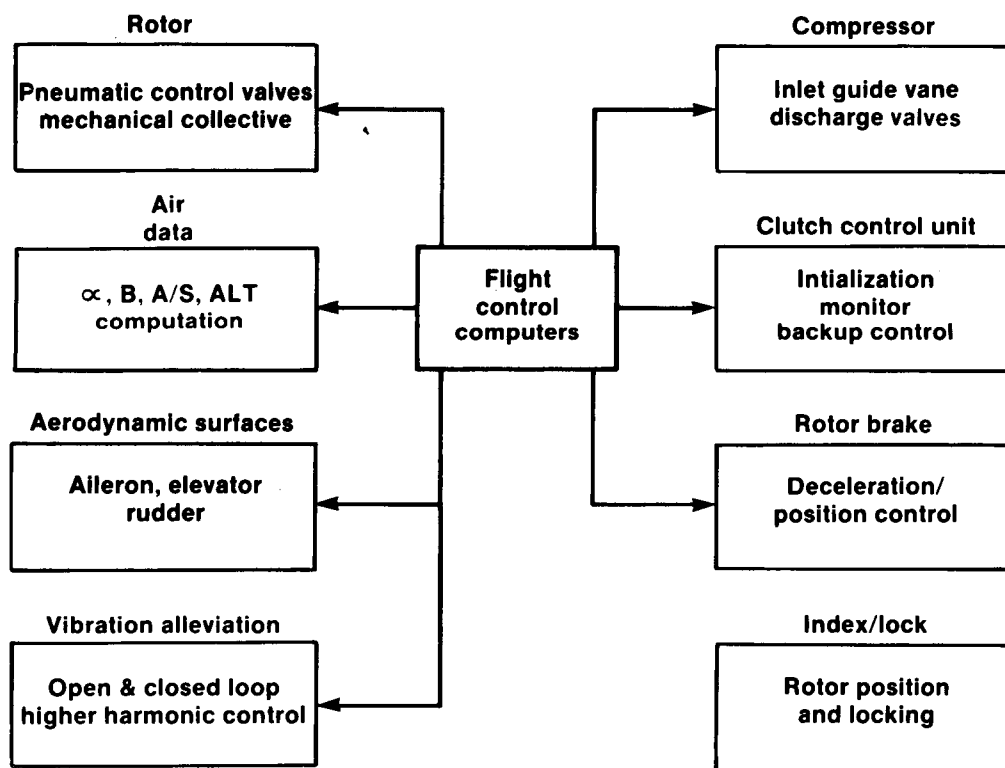 Rotor
Pneumatic control valves
mechanical collective
Air
data
∝, B, A/S, ALT
computation
Aerodynamic surfaces
Aileron, elevator
rudder
Vibration alleviation
Open & closed loop
higher harmonic control
Flight
control
computers
Compressor
Inlet guide vane
discharge valves
Clutch control unit
Intialization
monitor
backup control
Rotor brake
Deceleration/
position control
Index/lock
Rotor position
and locking